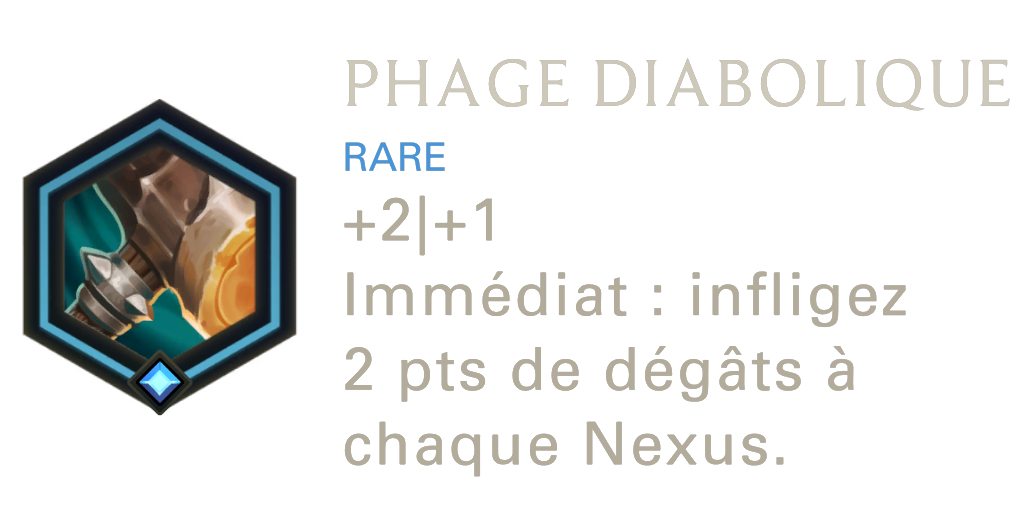 PHAGE DIABOLIQUE
RARE
+2|+1
Immédiat : infligez
2 pts de dégâts à
chaque Nexus.